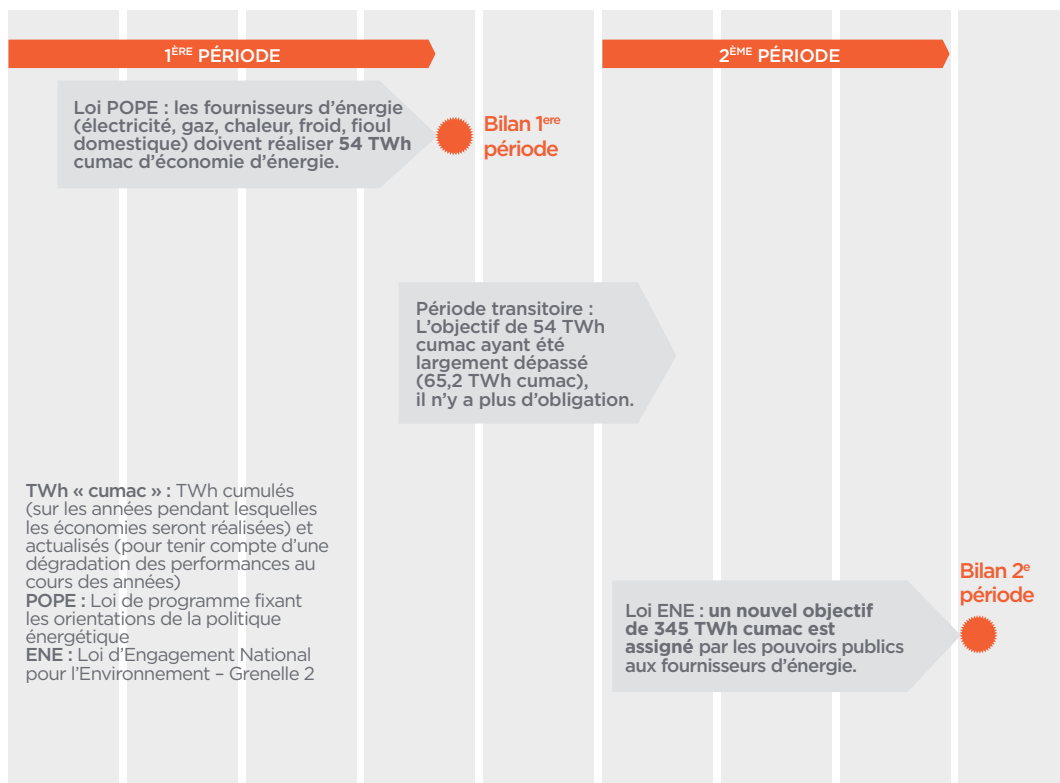 1ÈRE PÉRIODE
2ÈME PÉRIODE
Loi POPE : les fournisseurs d’énergie
(électricité, gaz, chaleur, froid, fioul
domestique) doivent réaliser 54 TWh
cumac d’économie d’énergie.
Bilan 1ere
période
Période transitoire :
L’objectif de 54 TWh
cumac ayant été
largement dépassé
(65,2 TWh cumac),
il n’y a plus d’obligation.
TWh « cumac » : TWh cumulés
(sur les années pendant lesquelles
les économies seront réalisées) et
actualisés (pour tenir compte d’une
dégradation des performances au
cours des années)
POPE : Loi de programme fixant
les orientations de la politique
énergétique
ENE : Loi d’Engagement National
pour l’Environnement – Grenelle 2
Loi ENE : un nouvel objectif
de 345 TWh cumac est
assigné par les pouvoirs publics
aux fournisseurs d’énergie.
Bilan 2e
période